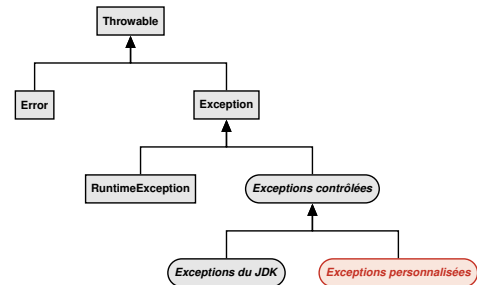 Throwable
Error
Exception
RuntimeException
Exceptions contrôlées
Exceptions du JDK
Exceptions personnalisées